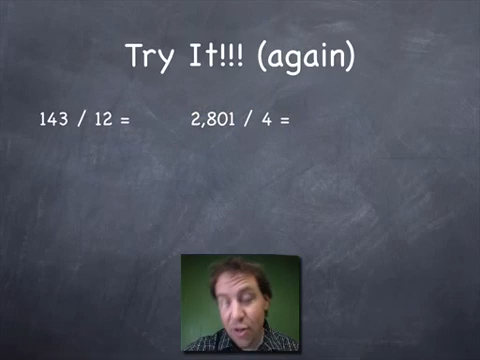 Try It!!! (again)
143 / 12 = 2,801 / 4 =